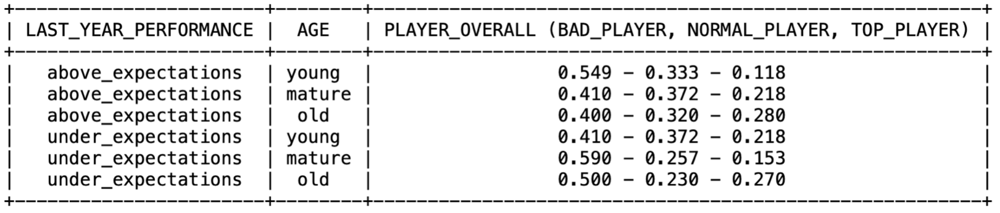 +-----------------------+---------+---------------------------------------------------------+
| LAST_YEAR_PERFORMANCE |   AGE   | PLAYER_OVERALL (BAD_PLAYER, NORMAL_PLAYER, TOP_PLAYER) |
+-----------------------+---------+---------------------------------------------------------+
|   above_expectations  | young   |                 0.549 - 0.333 - 0.118                  |
|   above_expectations  | mature  |                 0.410 - 0.372 - 0.218                  |
|   above_expectations  |  old    |                 0.400 - 0.320 - 0.280                  |
|   under_expectations  | young   |                 0.410 - 0.372 - 0.218                  |
|   under_expectations  | mature  |                 0.590 - 0.257 - 0.153                  |
|   under_expectations  |  old    |                 0.500 - 0.230 - 0.270                  |
+-----------------------+---------+---------------------------------------------------------+